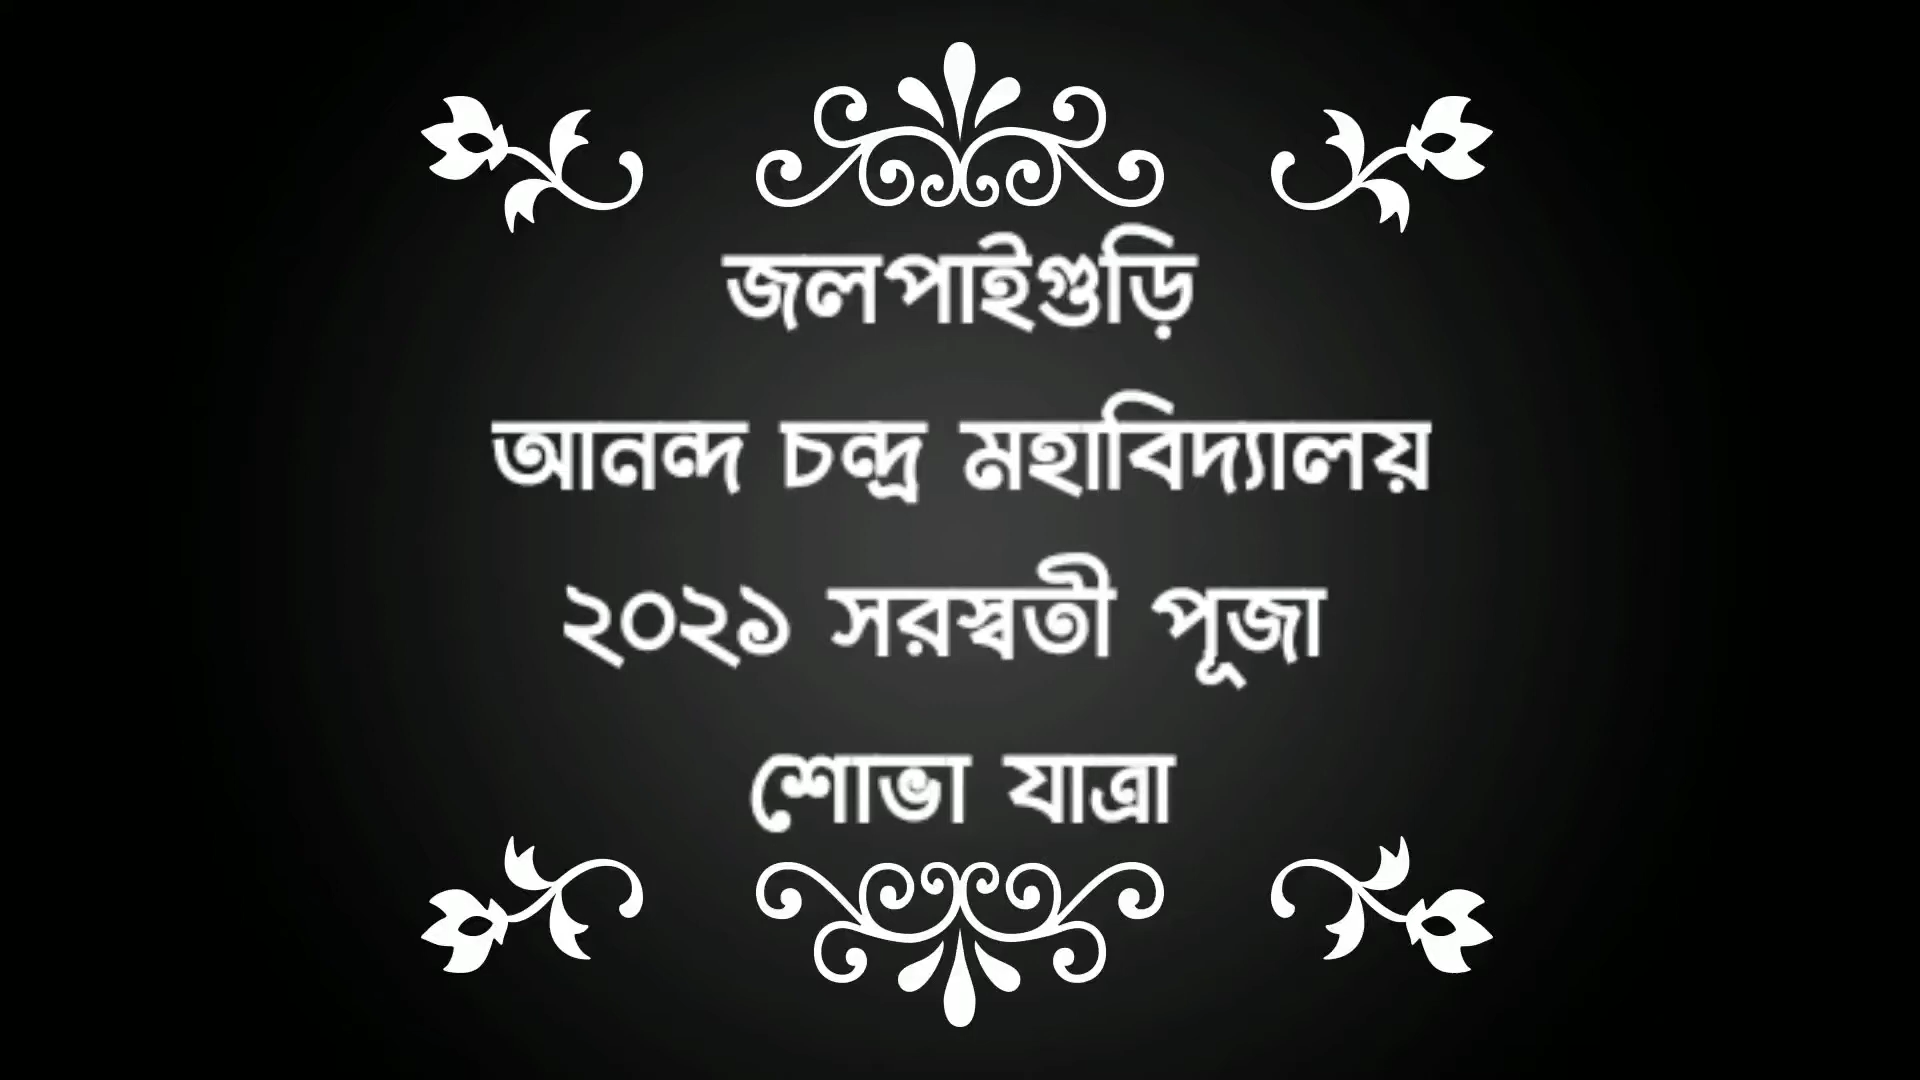 জলপাইগুড়ি
আনন্দ চন্দ্র মহাবিদ্যালয়
২০২১ সরস্বতী পূজা
শোভা যাত্রা